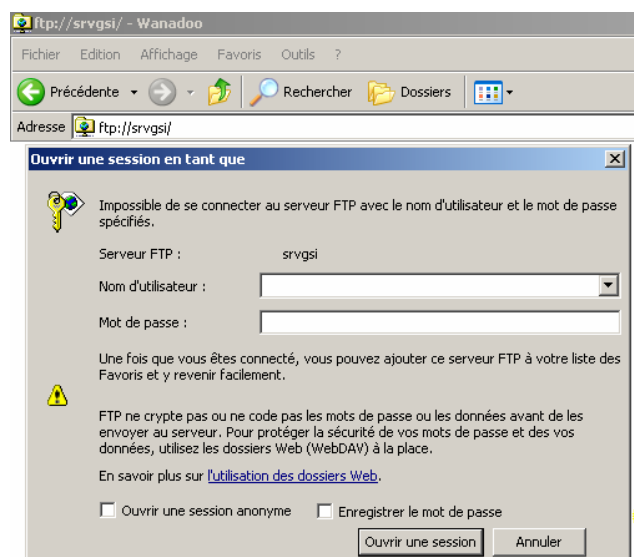 ftp://srvgsi/ - Wanadoo
Fichier Edition Affichage Favoris Outils ?
Précédente Rechercher Dossiers
Adresse ftp://srvgsi/
Ouvrir une session en tant que
Impossible de se connecter au serveur FTP avec le nom d'utilisateur et le mot de passe
spécifiés.
Serveur FTP : srvgsi
Nom d'utilisateur :
Mot de passe :
Une fois que vous êtes connecté, vous pouvez ajouter ce serveur FTP à votre liste des
Favoris et y revenir facilement.
FTP ne crypte pas ou ne code pas les mots de passe ou les données avant de les
envoyer au serveur. Pour protéger la sécurité de vos mots de passe et des vos
données, utilisez les dossiers Web (WebDAV) à la place.
En savoir plus sur l'utilisation des dossiers Web.
Ouvrir une session anonyme Enregistrer le mot de passe
Ouvrir une session Annuler